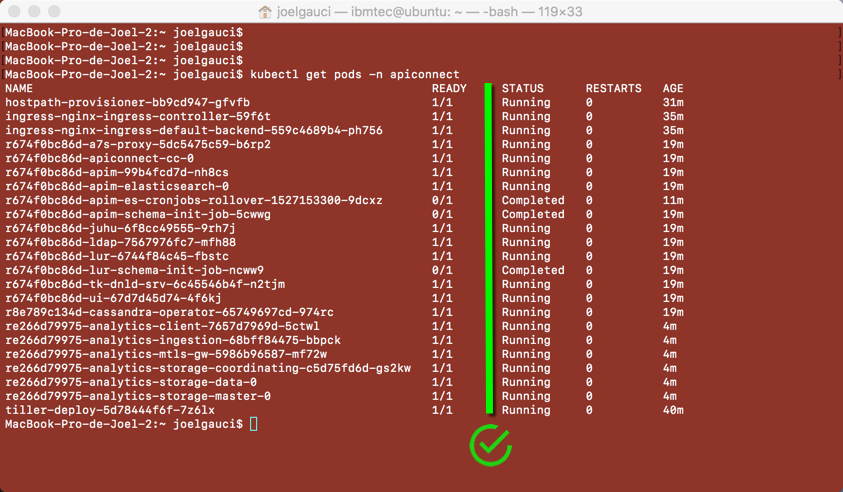 joelgauci — ibmtec@ubuntu: ~ — -bash — 119×33
[MacBook-Pro-de-Joel-2:~ joelgauci$ ]
[MacBook-Pro-de-Joel-2:~ joelgauci$ ]
[MacBook-Pro-de-Joel-2:~ joelgauci$ ]
[MacBook-Pro-de-Joel-2:~ joelgauci$ kubectl get pods -n apiconnect ]
NAME READY STATUS RESTARTS AGE
hostpath-provisioner-bb9cd947-gfvfb 1/1 Running 0 31m
ingress-nginx-ingress-controller-59f6t 1/1 Running 0 35m
ingress-nginx-ingress-default-backend-559c4689b4-ph756 1/1 Running 0 35m
r674f0bc86d-a7s-proxy-5dc5475c59-b6rp2 1/1 Running 0 19m
r674f0bc86d-apiconnect-cc-0 1/1 Running 0 19m
r674f0bc86d-apim-99b4fcd7d-nh8cs 1/1 Running 0 19m
r674f0bc86d-apim-elasticsearch-0 1/1 Running 0 19m
r674f0bc86d-apim-es-cronjobs-rollover-1527153300-9dcxz 0/1 Completed 0 11m
r674f0bc86d-apim-schema-init-job-5cwwg 0/1 Completed 0 19m
r674f0bc86d-juhu-6f8cc49555-9rh7j 1/1 Running 0 19m
r674f0bc86d-ldap-7567976fc7-mfh88 1/1 Running 0 19m
r674f0bc86d-lur-6744f84c45-fbstc 1/1 Running 0 19m
r674f0bc86d-lur-schema-init-job-ncww9 0/1 Completed 0 19m
r674f0bc86d-tk-dnld-srv-6c45546b4f-n2tjm 1/1 Running 0 19m
r674f0bc86d-ui-67d7d45d74-4f6kj 1/1 Running 0 19m
r8e789c134d-cassandra-operator-65749697cd-974rc 1/1 Running 0 19m
re266d79975-analytics-client-7657d7969d-5ctwl 1/1 Running 0 4m
re266d79975-analytics-ingestion-68bff84475-bbpck 1/1 Running 0 4m
re266d79975-analytics-mtls-gw-5986b96587-mf72w 1/1 Running 0 4m
re266d79975-analytics-storage-coordinating-c5d75fd6d-gs2kw 1/1 Running 0 4m
re266d79975-analytics-storage-data-0 1/1 Running 0 4m
re266d79975-analytics-storage-master-0 1/1 Running 0 4m
tiller-deploy-5d78444f6f-7z6lx 1/1 Running 0 40m
MacBook-Pro-de-Joel-2:~ joelgauci$